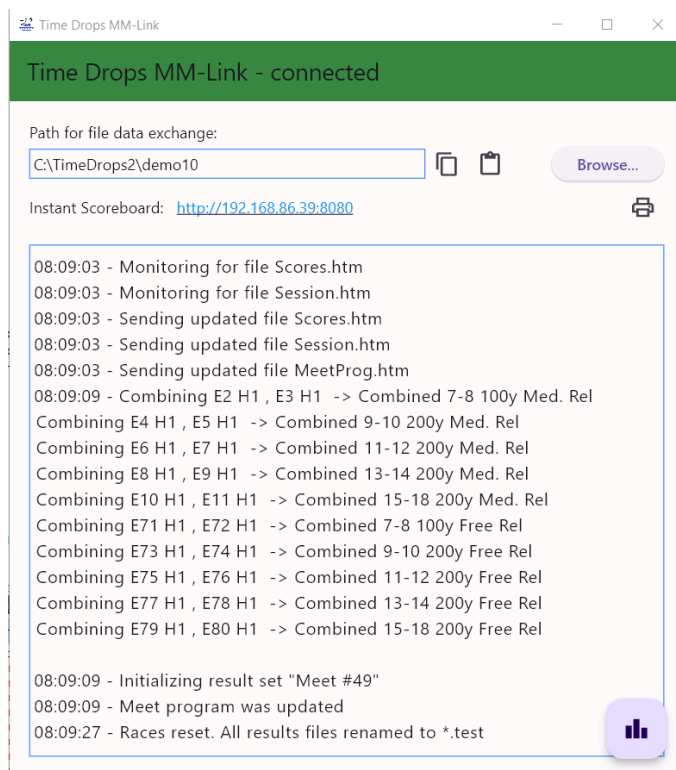 Time Drops MM-Link
Time Drops MM-Link - connected
Path for file data exchange:
C:\TimeDrops2\demo10
Browse...
Instant Scoreboard: http://192.168.86.39:8080
08:09:03 - Monitoring for file Scores.htm
08:09:03 - Monitoring for file Session.htm
08:09:03 - Sending updated file Scores.htm
08:09:03 - Sending updated file Session.htm
08:09:03 - Sending updated file MeetProg.htm
08:09:09 - Combining E2 H1 , E3 H1 -> Combined 7-8 100y Med. Rel
Combining E4 H1 , E5 H1 -> Combined 9-10 200y Med. Rel
Combining E6 H1 , E7 H1 -> Combined 11-12 200y Med. Rel
Combining E8 H1 , E9 H1 -> Combined 13-14 200y Med. Rel
Combining E10 H1 , E11 H1 -> Combined 15-18 200y Med. Rel
Combining E71 H1 , E72 H1 -> Combined 7-8 100y Free Rel
Combining E73 H1 , E74 H1 -> Combined 9-10 200y Free Rel
Combining E75 H1 , E76 H1 -> Combined 11-12 200y Free Rel
Combining E77 H1 , E78 H1 -> Combined 13-14 200y Free Rel
Combining E79 H1 , E80 H1 -> Combined 15-18 200y Free Rel
08:09:09 - Initializing result set "Meet #49"
08:09:09 - Meet program was updated
08:09:27 - Races reset. All results files renamed to *.test